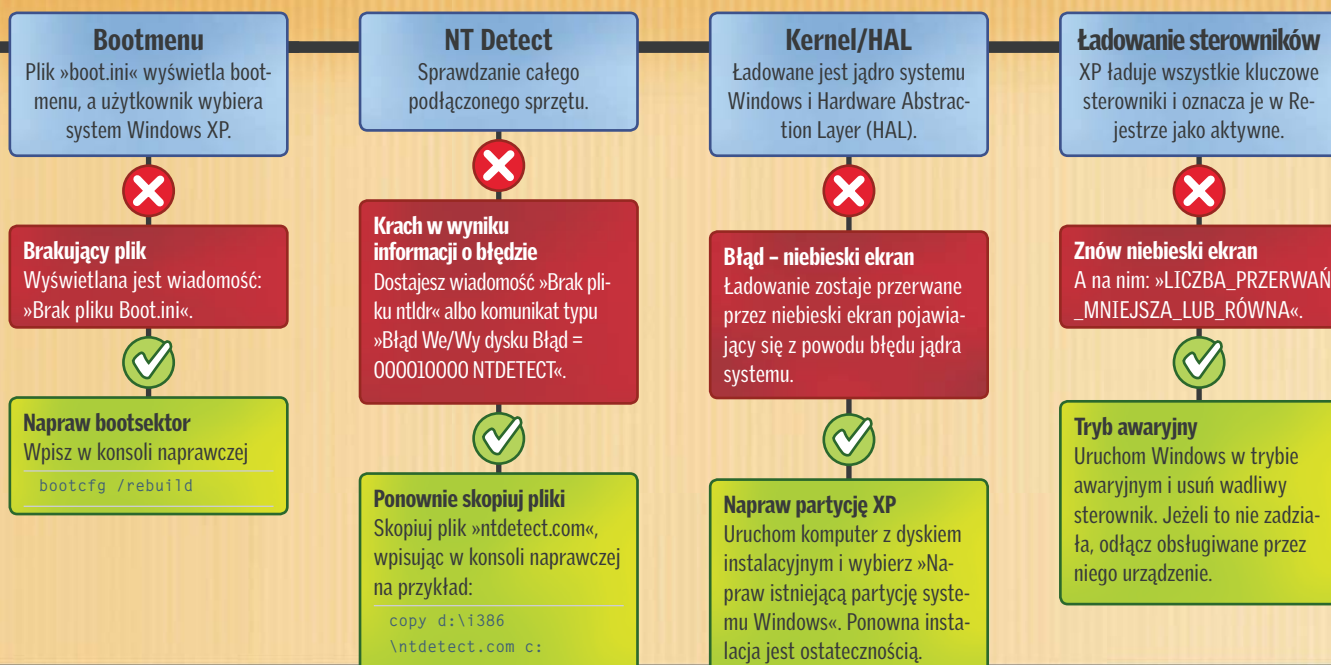 Bootmenu
Plik »boot.ini« wyświetla boot-
menu, a użytkownik wybiera
system Windows XP.
Brakujący plik
Wyświetlana jest wiadomość:
»Brak pliku Boot.ini«.
Napraw bootsektor
Wpisz w konsoli naprawczej
bootcfg /rebuild
NT Detect
Sprawdzanie całego
podłączonego sprzętu.
Krach w wyniku
informacji o błędzie
Dostajesz wiadomość »Brak pli-
ku ntldr« albo komunikat typu
»Błąd We/Wy dysku Błąd =
000010000 NTDETECT«.
Ponownie skopiuj pliki
Skopiuj plik »ntdetect.com«,
wpisując w konsoli naprawczej
na przykład:
copy d:\i386
\ntdetect.com c:
Kernel/HAL
Ładowane jest jądro systemu
Windows i Hardware Abstrac-
tion Layer (HAL).
Błąd – niebieski ekran
Ładowanie zostaje przerwane
przez niebieski ekran pojawia-
jący się z powodu błędu jądra
systemu.
Napraw partycję XP
Uruchom komputer z dyskiem
instalacyjnym i wybierz »Na-
praw istniejącą partycję syste-
mu Windows«. Ponowna insta-
lacja jest ostatecznością.
Ładowanie sterowników
XP ładuje wszystkie kluczowe
sterowniki i oznacza je w Re-
jestrze jako aktywne.
Znów niebieski ekran
A na nim: »LICZBA_PRZERWAŃ
_MNIEJSZA_LUB_RÓWNA«.
Tryb awaryjny
Uruchom Windows w trybie
awaryjnym i usuń wadliwy
sterownik. Jeżeli to nie zadzia-
ła, odłącz obsługiwane przez
niego urządzenie.